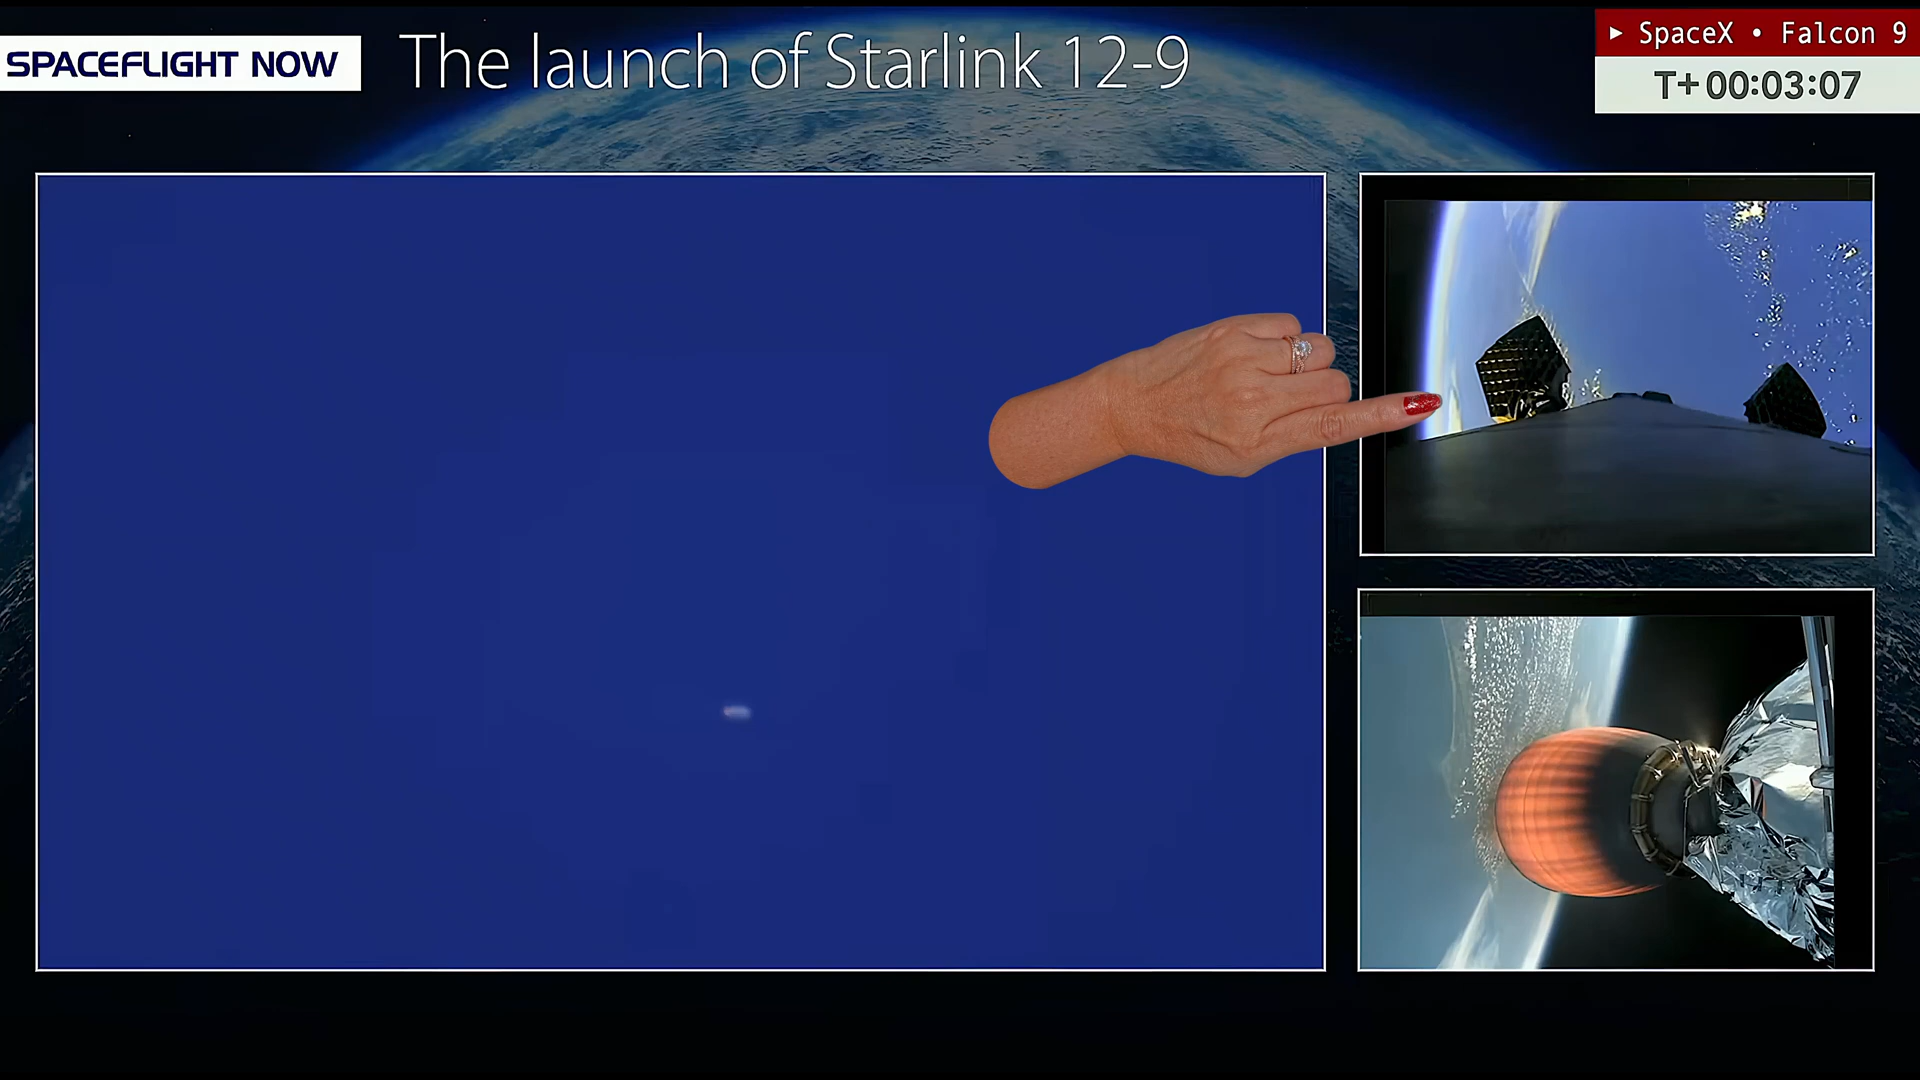 SPACEFLIGHT NOW
The launch of Starlink 12-9
▶ SpaceX • Falcon 9
T+00:03:07